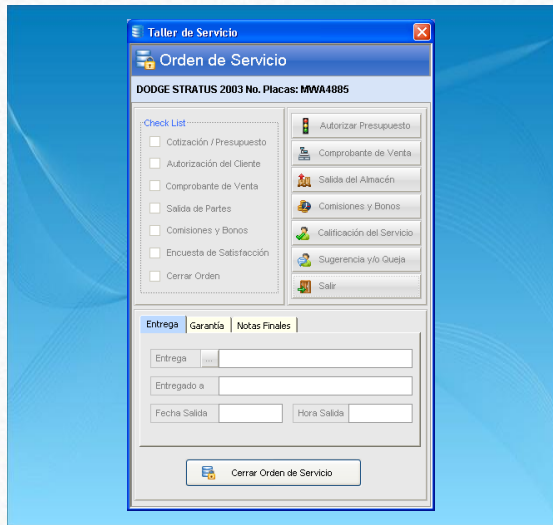 Taller de Servicio
Orden de Servicio
DODGE STRATUS 2003 No. Placas: MWA4885
Check List
Cotización / Presupuesto
Autorización del Cliente
Comprobante de Venta
Salida de Partes
Comisiones y Bonos
Encuesta de Satisfacción
Cerrar Orden
Autorizar Presupuesto
Comprobante de Venta
Salida del Almacén
Comisiones y Bonos
Calificación del Servicio
Sugerencia y/o Queja
Salir
Entrega Garantía Notas Finales
Entrega ...
Entregado a
Fecha Salida Hora Salida
Cerrar Orden de Servicio